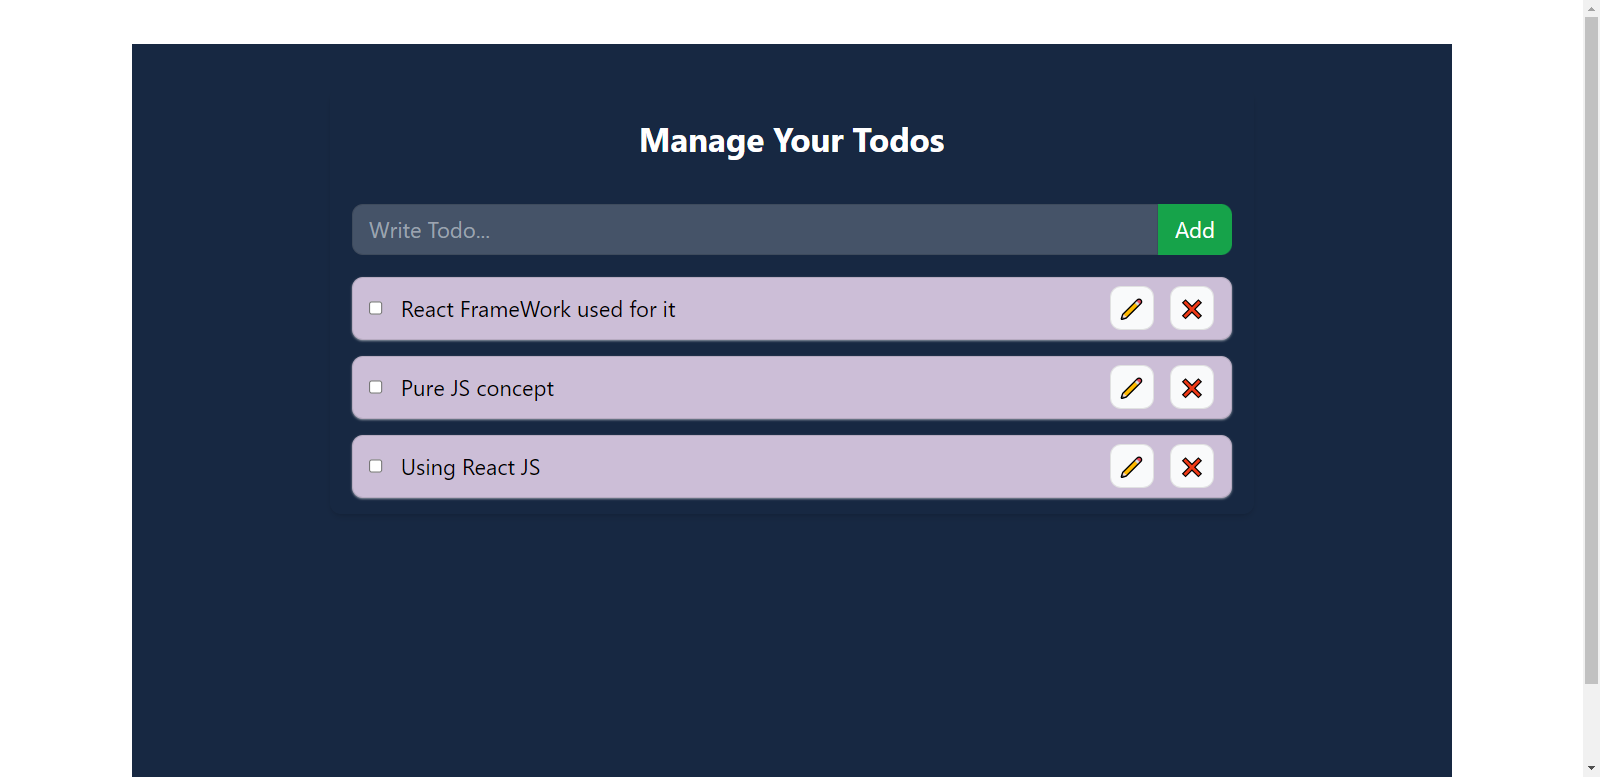 Manage Your Todos
Write Todo...
Add
React FrameWork used for it
Pure JS concept
Using React JS